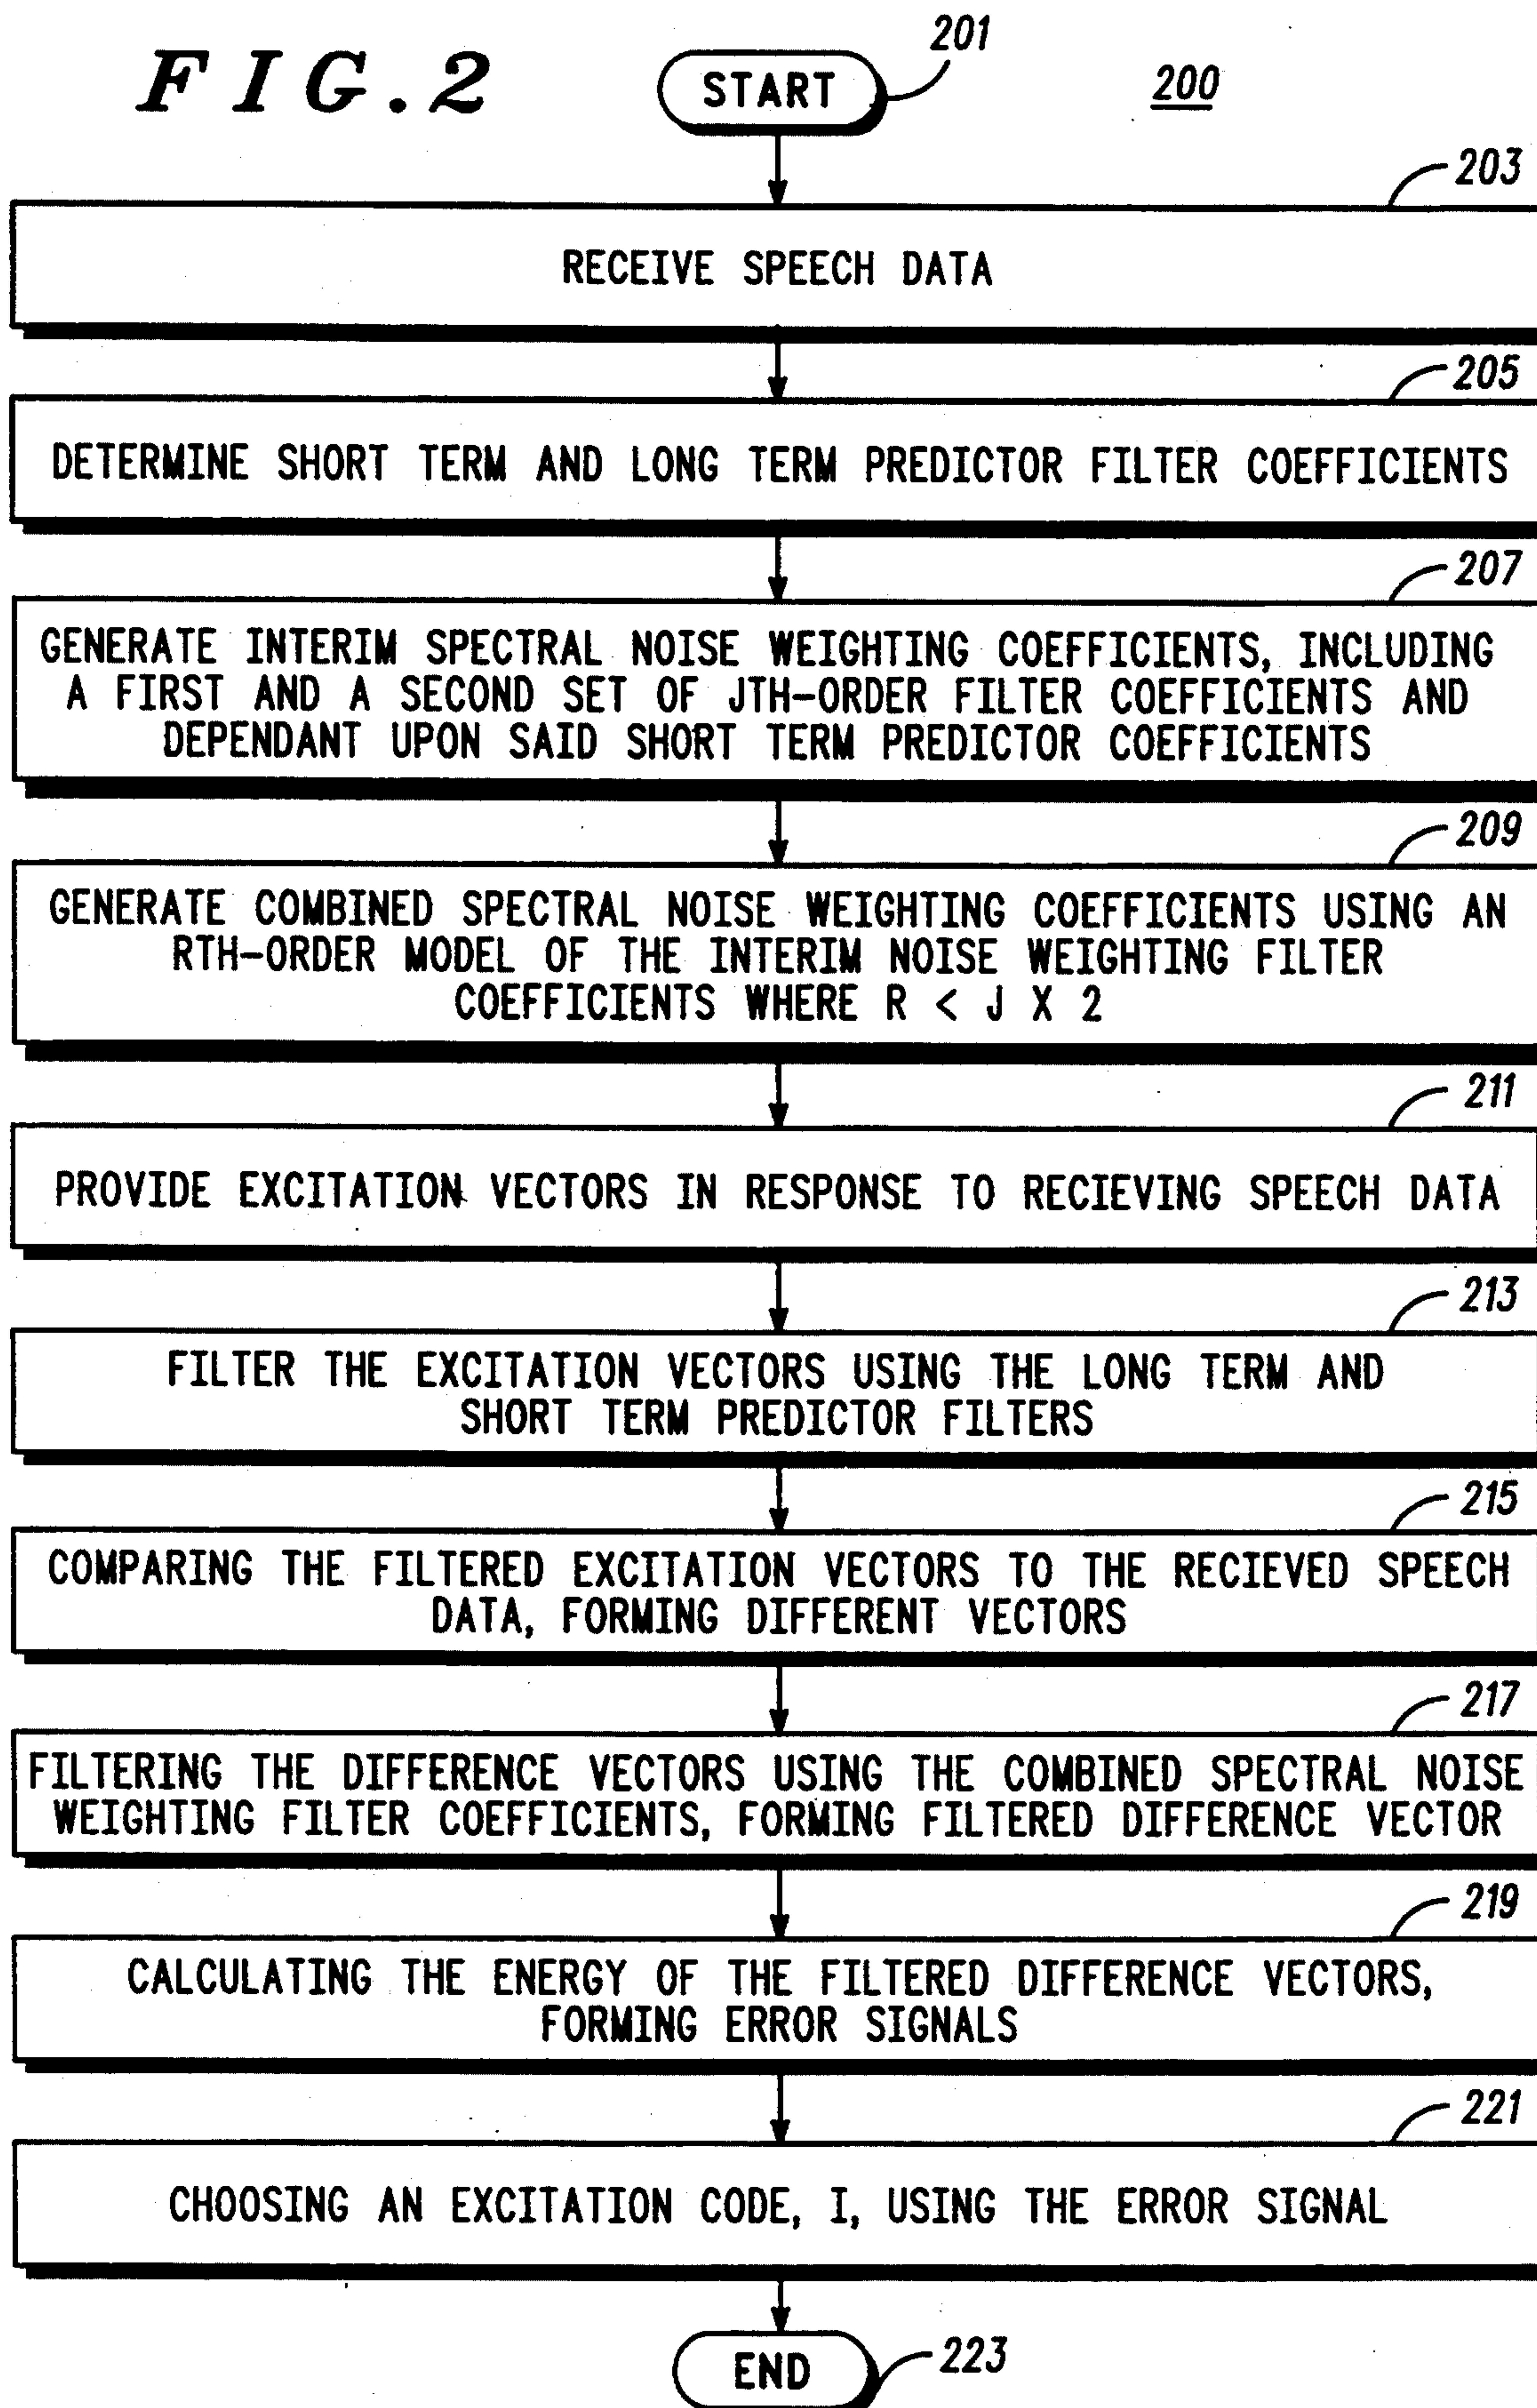 FIG.2
START
201
200
203
RECEIVE SPEECH DATA
205
DETERMINE SHORT TERM AND LONG TERM PREDICTOR FILTER COEFFICIENTS
207
GENERATE INTERIM SPECTRAL NOISE WEIGHTING COEFFICIENTS, INCLUDING
A FIRST AND A SECOND SET OF JTH-ORDER FILTER COEFFICIENTS AND
DEPENDANT UPON SAID SHORT TERM PREDICTOR COEFFICIENTS
209
GENERATE COMBINED SPECTRAL NOISE WEIGHTING COEFFICIENTS USING AN
RTH-ORDER MODEL OF THE INTERIM NOISE WEIGHTING FILTER
COEFFICIENTS WHERE R < J X 2
211
PROVIDE EXCITATION VECTORS IN RESPONSE TO RECIEVING SPEECH DATA
213
FILTER THE EXCITATION VECTORS USING THE LONG TERM AND
SHORT TERM PREDICTOR FILTERS
215
COMPARING THE FILTERED EXCITATION VECTORS TO THE RECIEVED SPEECH
DATA, FORMING DIFFERENT VECTORS
217
FILTERING THE DIFFERENCE VECTORS USING THE COMBINED SPECTRAL NOISE
WEIGHTING FILTER COEFFICIENTS, FORMING FILTERED DIFFERENCE VECTOR
219
CALCULATING THE ENERGY OF THE FILTERED DIFFERENCE VECTORS,
FORMING ERROR SIGNALS
221
CHOOSING AN EXCITATION CODE, I, USING THE ERROR SIGNAL
END
223